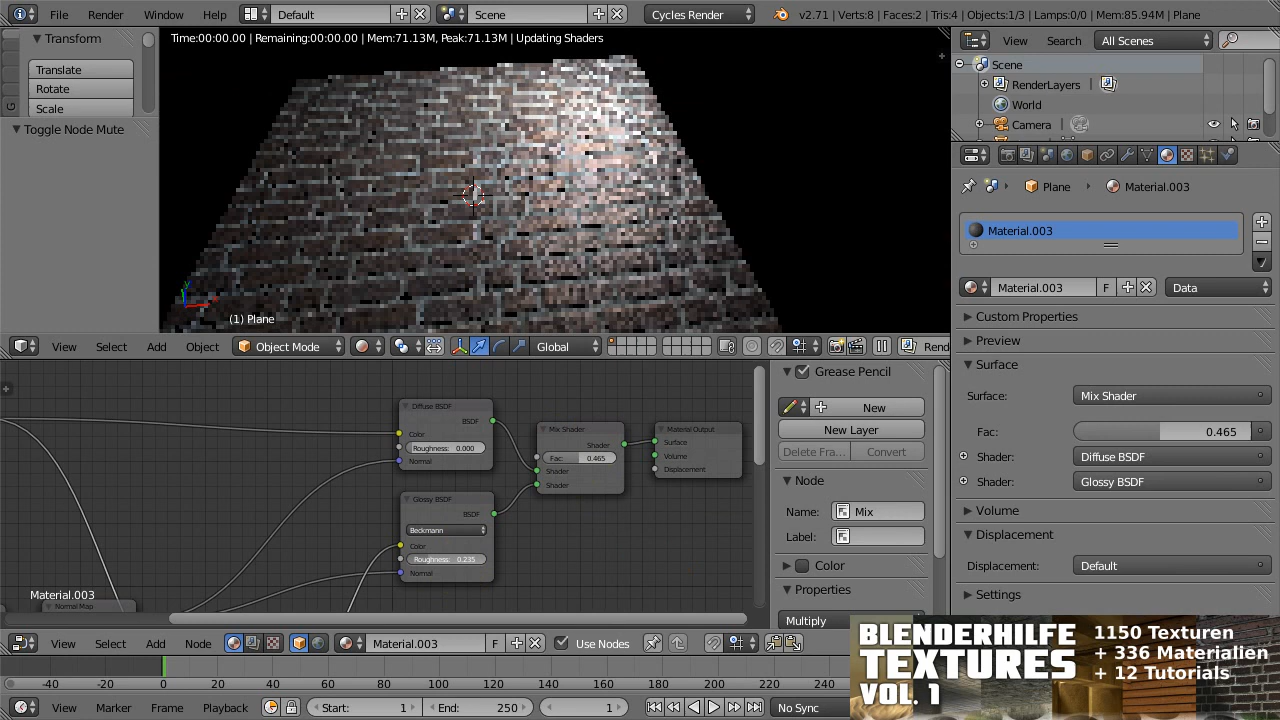 File Render Window Help Default Scene Cycles Render v2.71 | Verts:8 | Faces:2 | Tris:4 | Objects:1/3 | Lamps:0/0 | Mem:85.94M | Plane
Transform
Translate
Rotate
Scale
Toggle Node Mute
Time:00:00.00 | Remaining:00:00.00 | Mem:71.13M, Peak:71.13M | Updating Shaders
(1) Plane
View Search All Scenes
Scene
RenderLayers
World
Camera
Plane Material.003
Material.003
Material.003 F Data
Custom Properties
Preview
Surface
Surface: Mix Shader
Fac: 0.465
Shader: Diffuse BSDF
Shader: Glossy BSDF
Volume
Displacement
Displacement: Default
Settings
View Select Add Object Object Mode Global Rend
Diffuse BSDF
BSDF
Color
Roughness: 0.000
Normal
Glossy BSDF
BSDF
Beckmann
Color
Roughness: 0.235
Normal
Mix Shader
Shader
Fac: 0.465
Shader
Shader
Material Output
Surface
Volume
Displacement
Material.003
Normal Map
Grease Pencil
New
New Layer
Delete Fra... Convert
Node
Name: Mix
Label:
Color
Properties
Multiply
View Select Add Node Material.003 F Use Nodes
-40 -20 0 20 40 60 80 100 120 140 160 180 200 220 240
View Marker Frame Playback Start: 1 End: 250 1 No Sync
BLENDERHILFE
TEXTURES
VOL. 1
1150 Texturen
+ 336 Materialien
+ 12 Tutorials